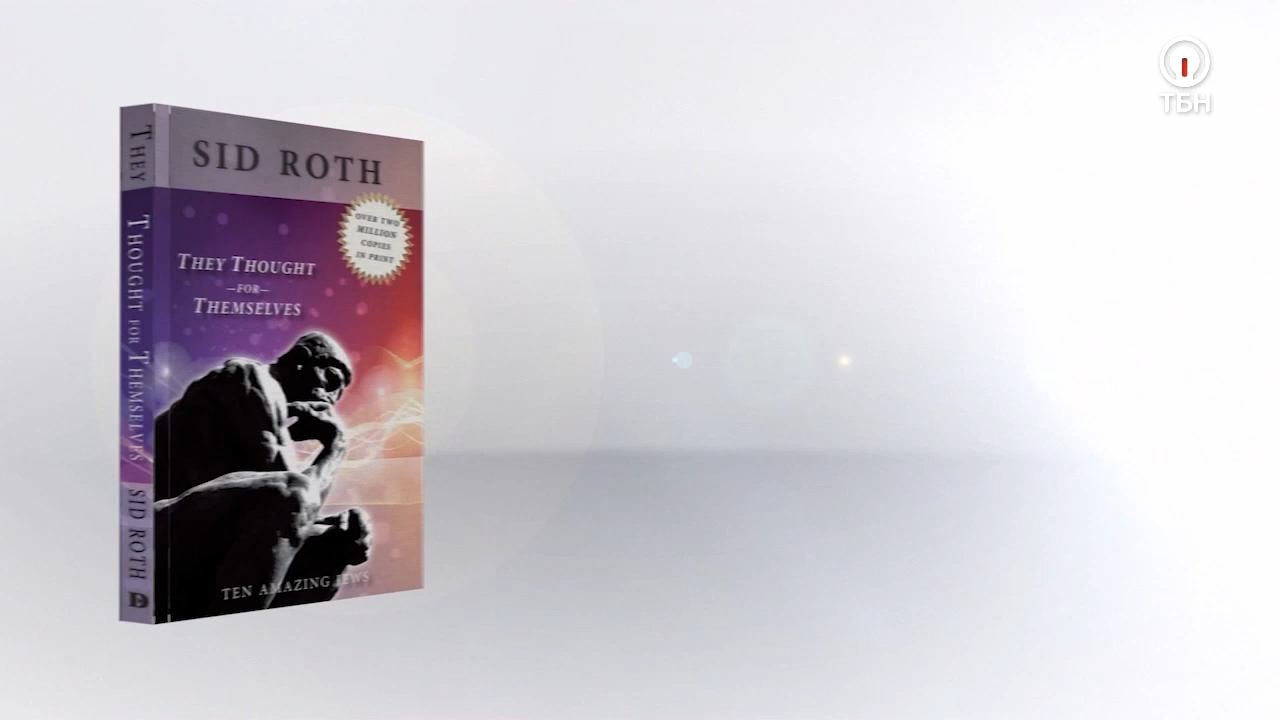 SID ROTH
OVER TWO
MILLION
COPIES
IN PRINT
THEY THOUGHT
–FOR–
THEMSELVES
TEN AMAZING JEWS
THEY THOUGHT FOR THEMSELVES SID ROTH
D
ТБН